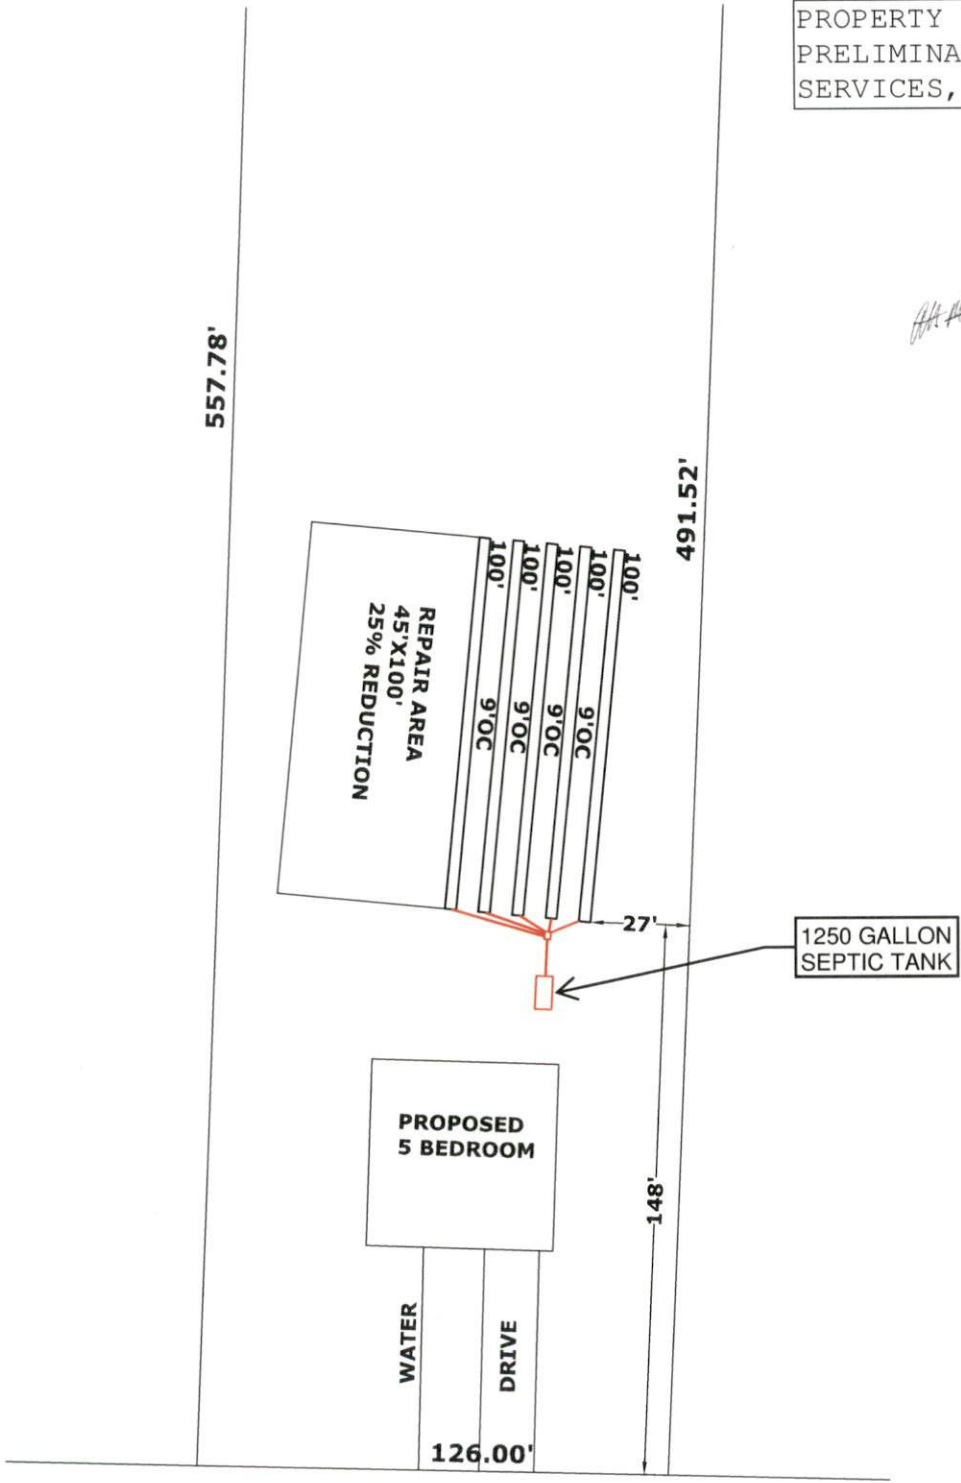 PROPERTY
PRELIMINA
SERVICES,
557.78'
491.52'
100'
100'
100'
100'
100'
REPAIR AREA
45'X100'
25% REDUCTION
9'OC
9'OC
9'OC
9'OC
27'
1250 GALLON
SEPTIC TANK
PROPOSED
5 BEDROOM
148'
WATER
DRIVE
126.00'